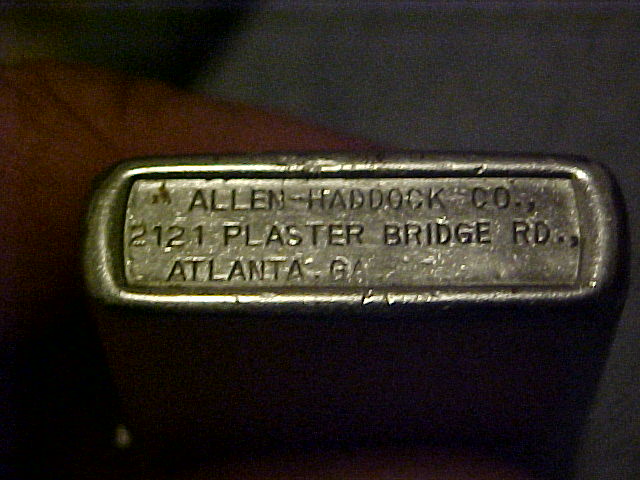 ALLEN-HADDOCK CO.,
2121 PLASTER BRIDGE RD.,
ATLANTA, GA